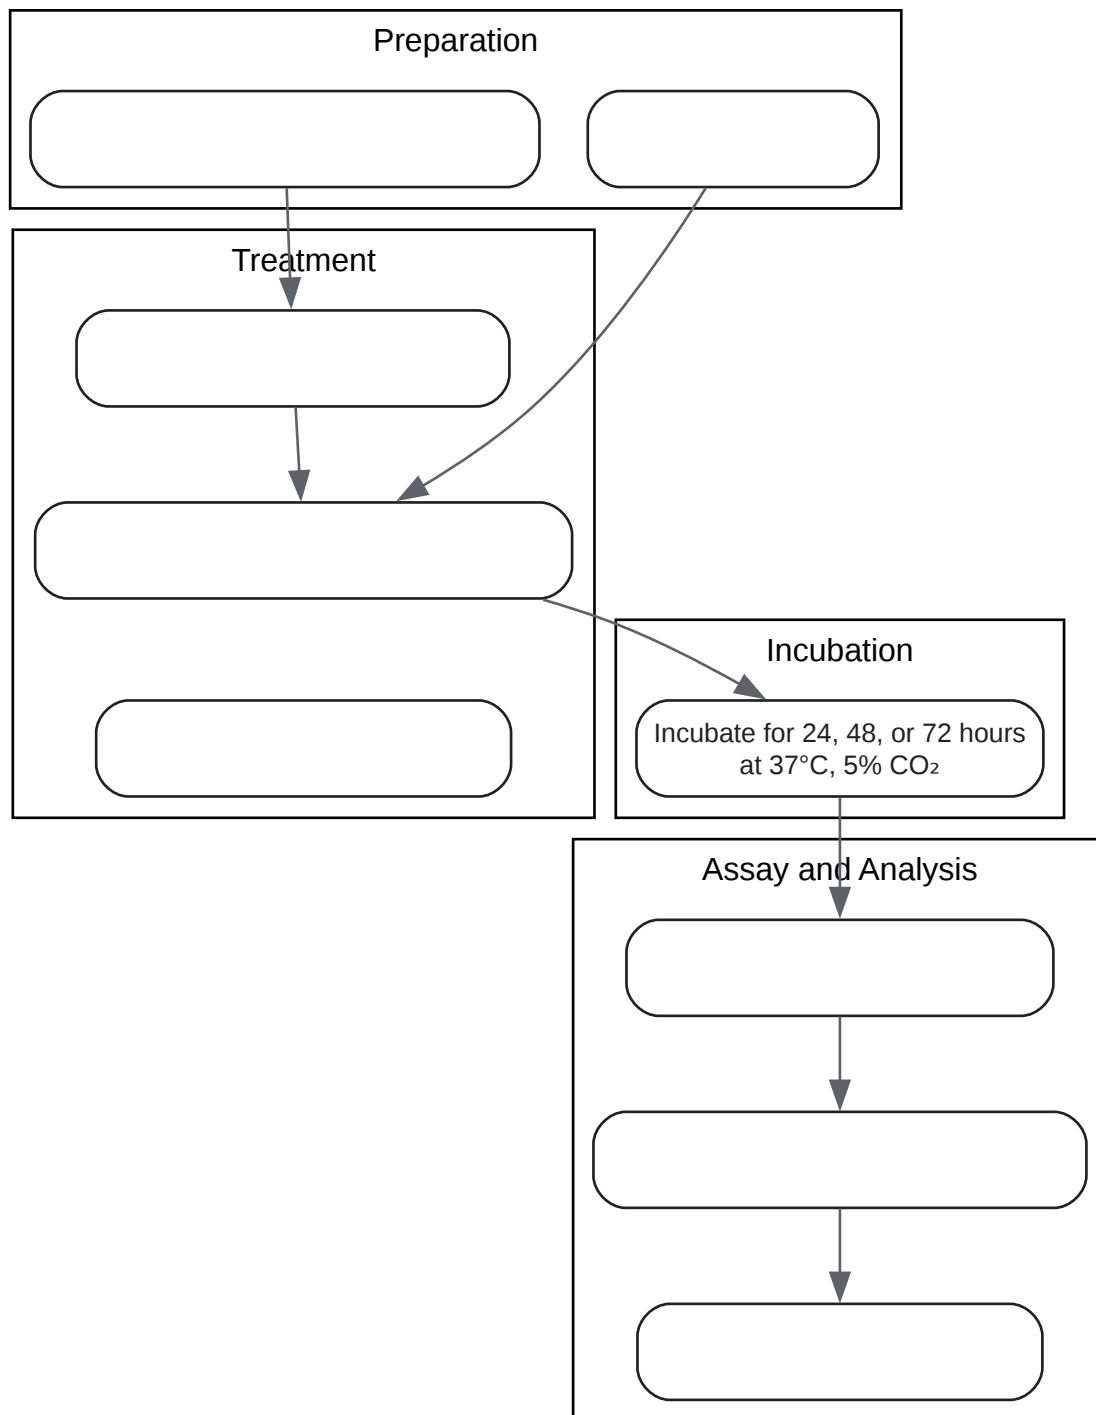 Preparation
Treatment
Incubation
Incubate for 24, 48, or 72 hours
at 37°C, 5% CO₂
Assay and Analysis